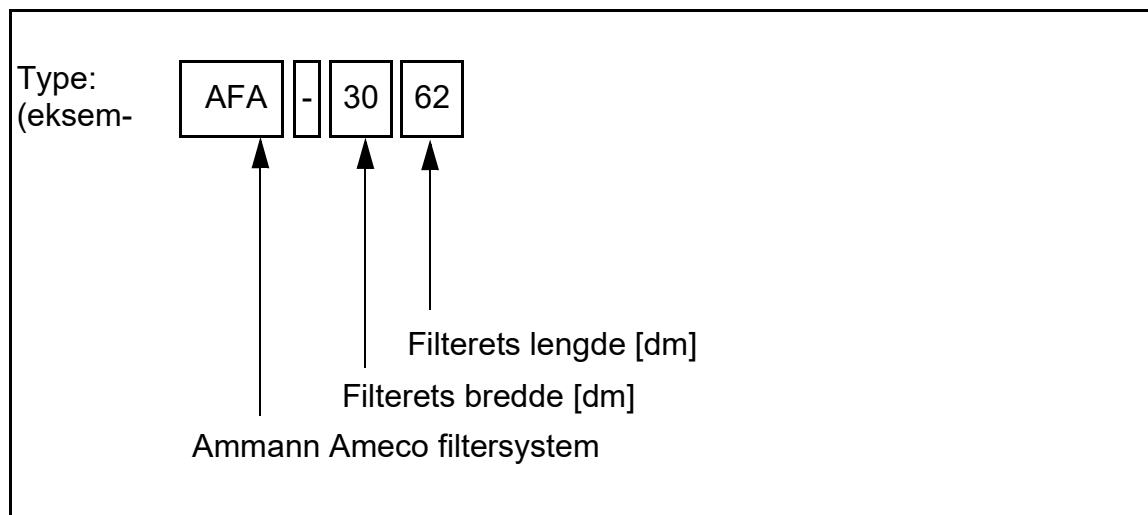 Type:
(eksem-
AFA - 30 62
Filterets lengde [dm]
Filterets bredde [dm]
Ammann Ameco filtersystem